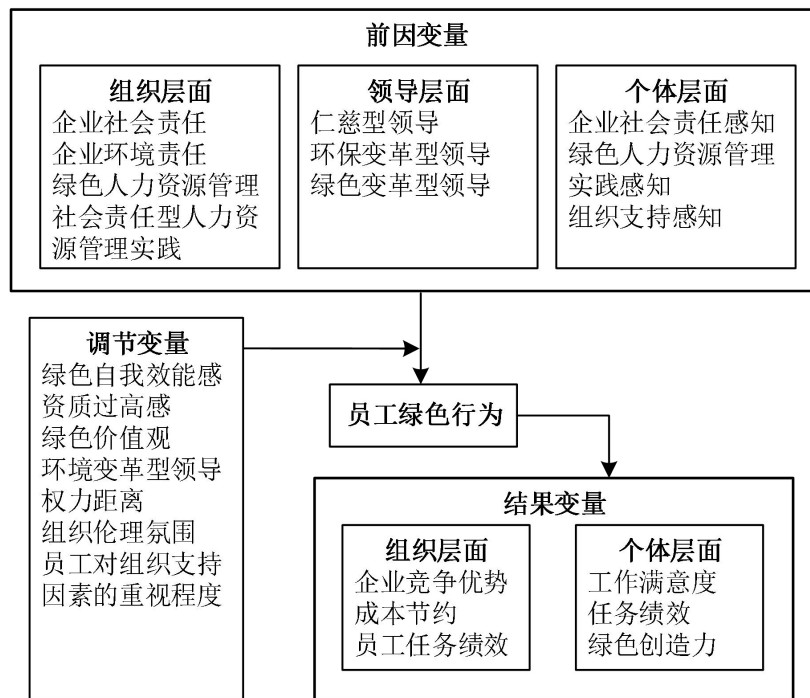 前因变量
组织层面
企业社会责任
企业环境责任
绿色人力资源管理
社会责任型人力资
源管理实践
领导层面
仁慈型领导
环保变革型领导
绿色变革型领导
个体层面
企业社会责任感知
绿色人力资源管理
实践感知
组织支持感知
调节变量
绿色自我效能感
资质过高感
绿色价值观
环境变革型领导
权力距离
组织伦理氛围
员工对组织支持
因素的重视程度
员工绿色行为
结果变量
组织层面
企业竞争优势
成本节约
员工任务绩效
个体层面
工作满意度
任务绩效
绿色创造力